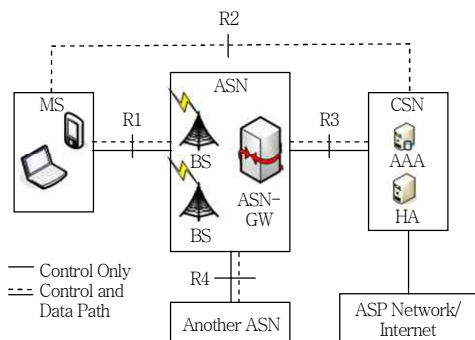 R2
ASN
MS
CSN
R1
R3
BS
AAA
ASN-
GW
BS
HA
R4
Control Only
Control and
Data Path
Another ASN
ASP Network/
Internet